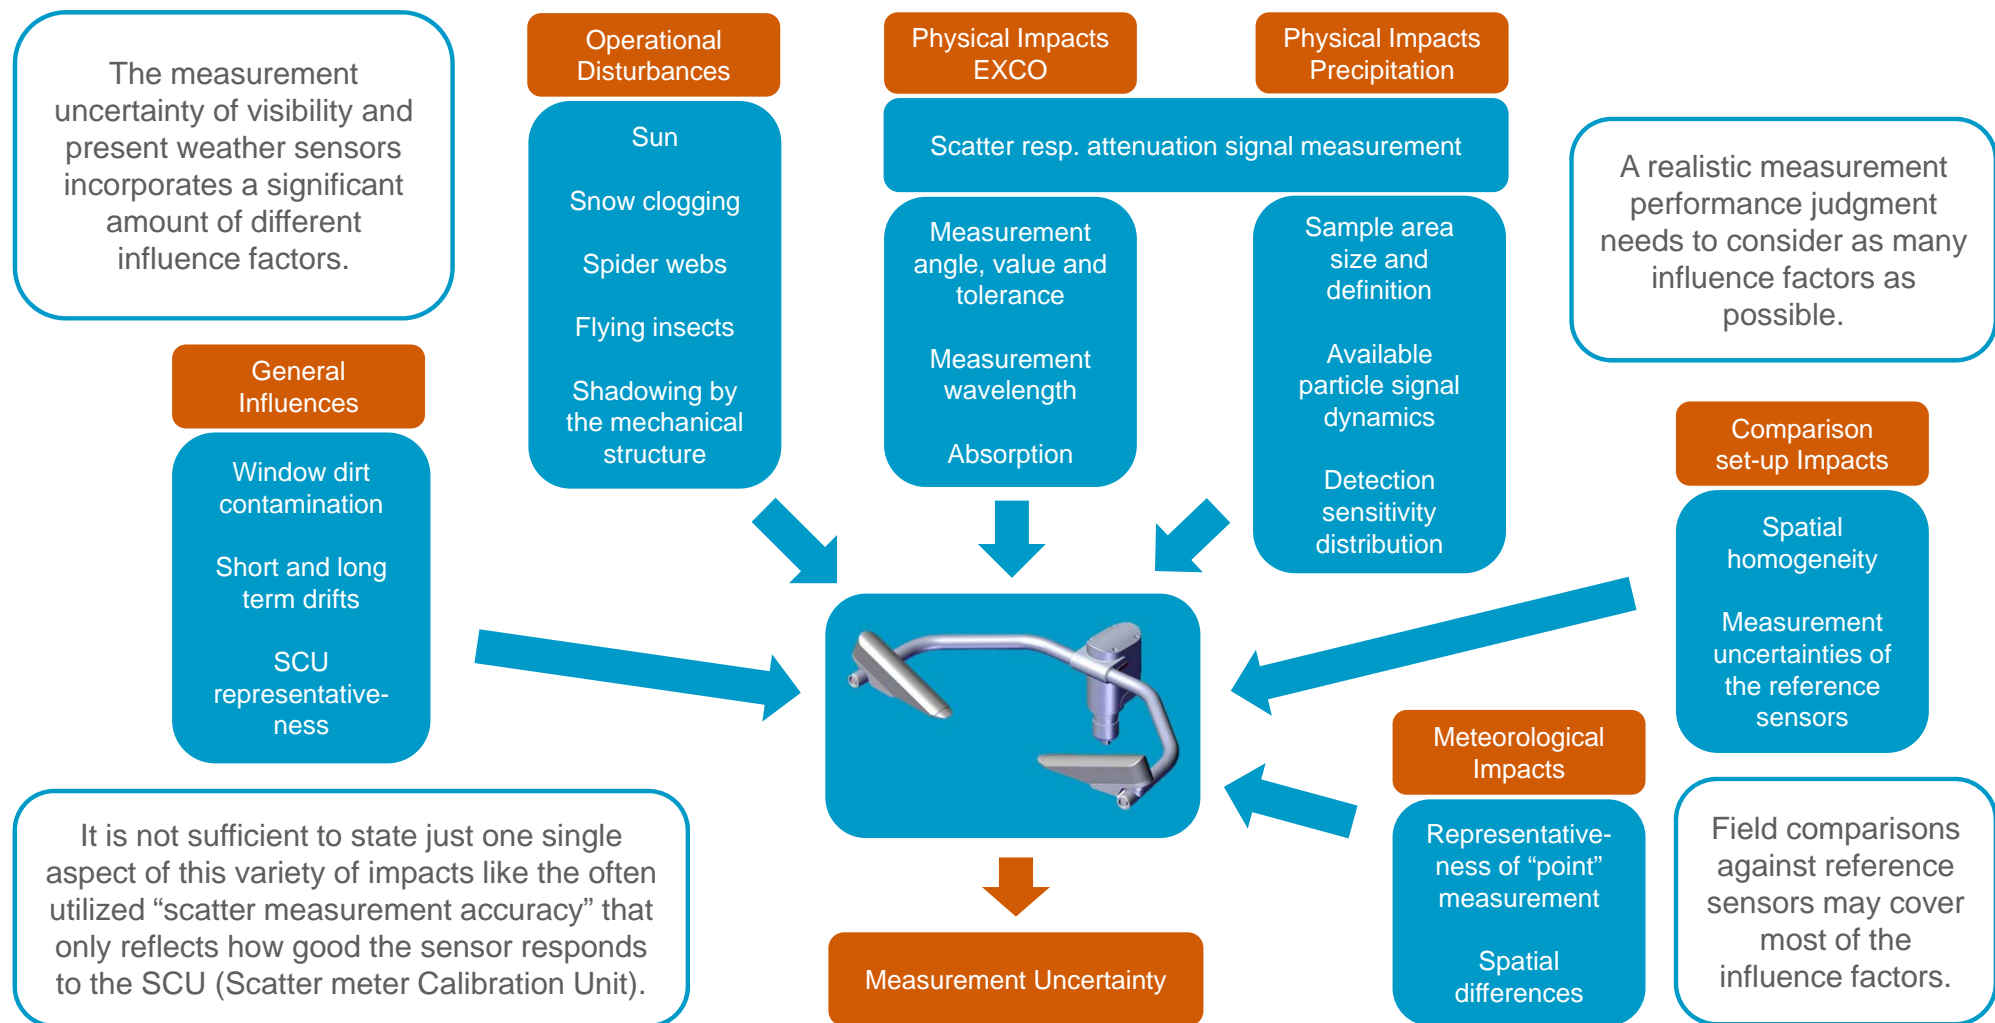 The measurement
uncertainty of visibility and
present weather sensors
incorporates a significant
amount of different
influence factors.
Operational
Disturbances
Sun
Snow clogging
Spider webs
Flying insects
Shadowing by
the mechanical
structure
Physical Impacts
EXCO
Physical Impacts
Precipitation
Scatter resp. attenuation signal measurement
Measurement
angle, value and
tolerance
Measurement
wavelength
Absorption
Sample area
size and
definition
Available
particle signal
dynamics
Detection
sensitivity
distribution
A realistic measurement
performance judgment
needs to consider as many
influence factors as
possible.
General
Influences
Window dirt
contamination
Short and long
term drifts
SCU
representative-
ness
Comparison
set-up Impacts
Spatial
homogeneity
Measurement
uncertainties of
the reference
sensors
Meteorological
Impacts
Representative-
ness of “point”
measurement
Spatial
differences
It is not sufficient to state just one single
aspect of this variety of impacts like the often
utilized “scatter measurement accuracy” that
only reflects how good the sensor responds
to the SCU (Scatter meter Calibration Unit).
Measurement Uncertainty
Field comparisons
against reference
sensors may cover
most of the
influence factors.